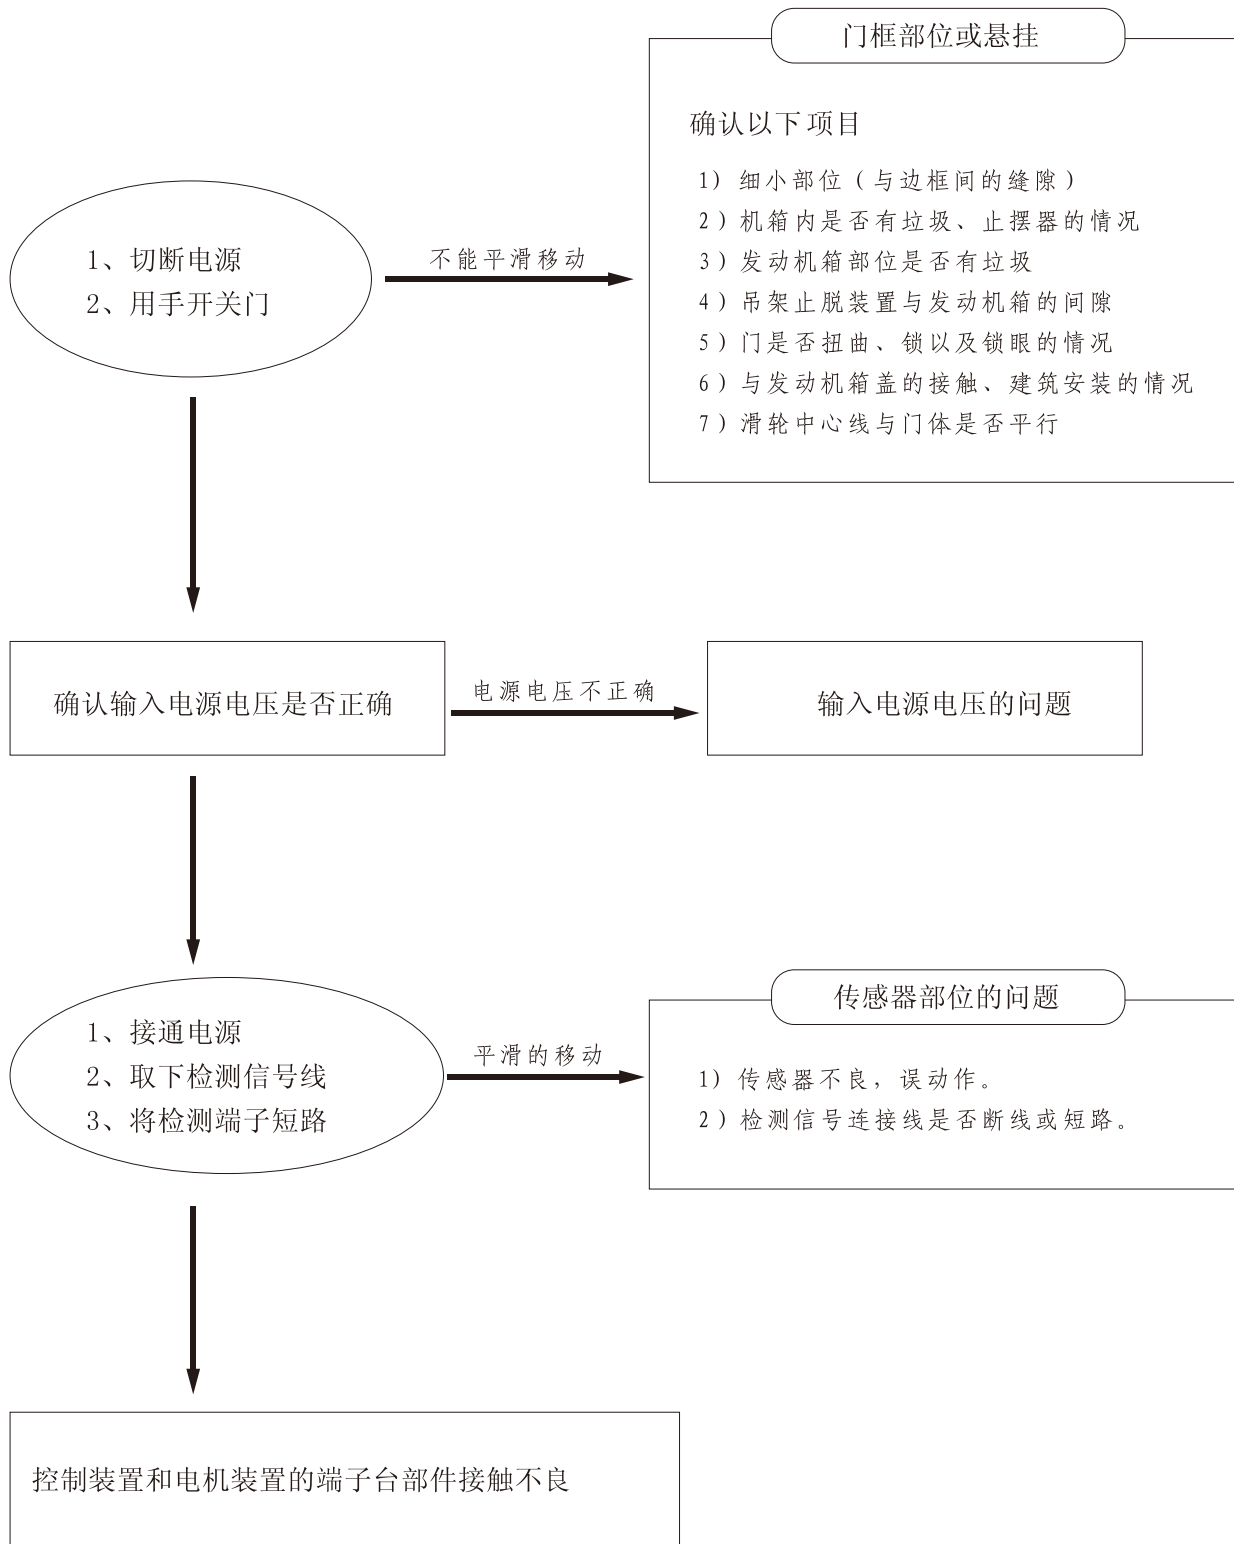 门框部位或悬挂
确认以下项目
1）细小部位（与边框间的缝隙）
2）机箱内是否有垃圾、止摆器的情况
3）发动机箱部位是否有垃圾
4）吊架止脱装置与发动机箱的间隙
5）门是否扭曲、锁以及锁眼的情况
6）与发动机箱盖的接触、建筑安装的情况
7）滑轮中心线与门体是否平行
1、切断电源
2、用手开关门
不能平滑移动
确认输入电源电压是否正确
电源电压不正确
输入电源电压的问题
1、接通电源
2、取下检测信号线
3、将检测端子短路
平滑的移动
传感器部位的问题
1）传感器不良，误动作。
2）检测信号连接线是否断线或短路。
控制装置和电机装置的端子台部件接触不良